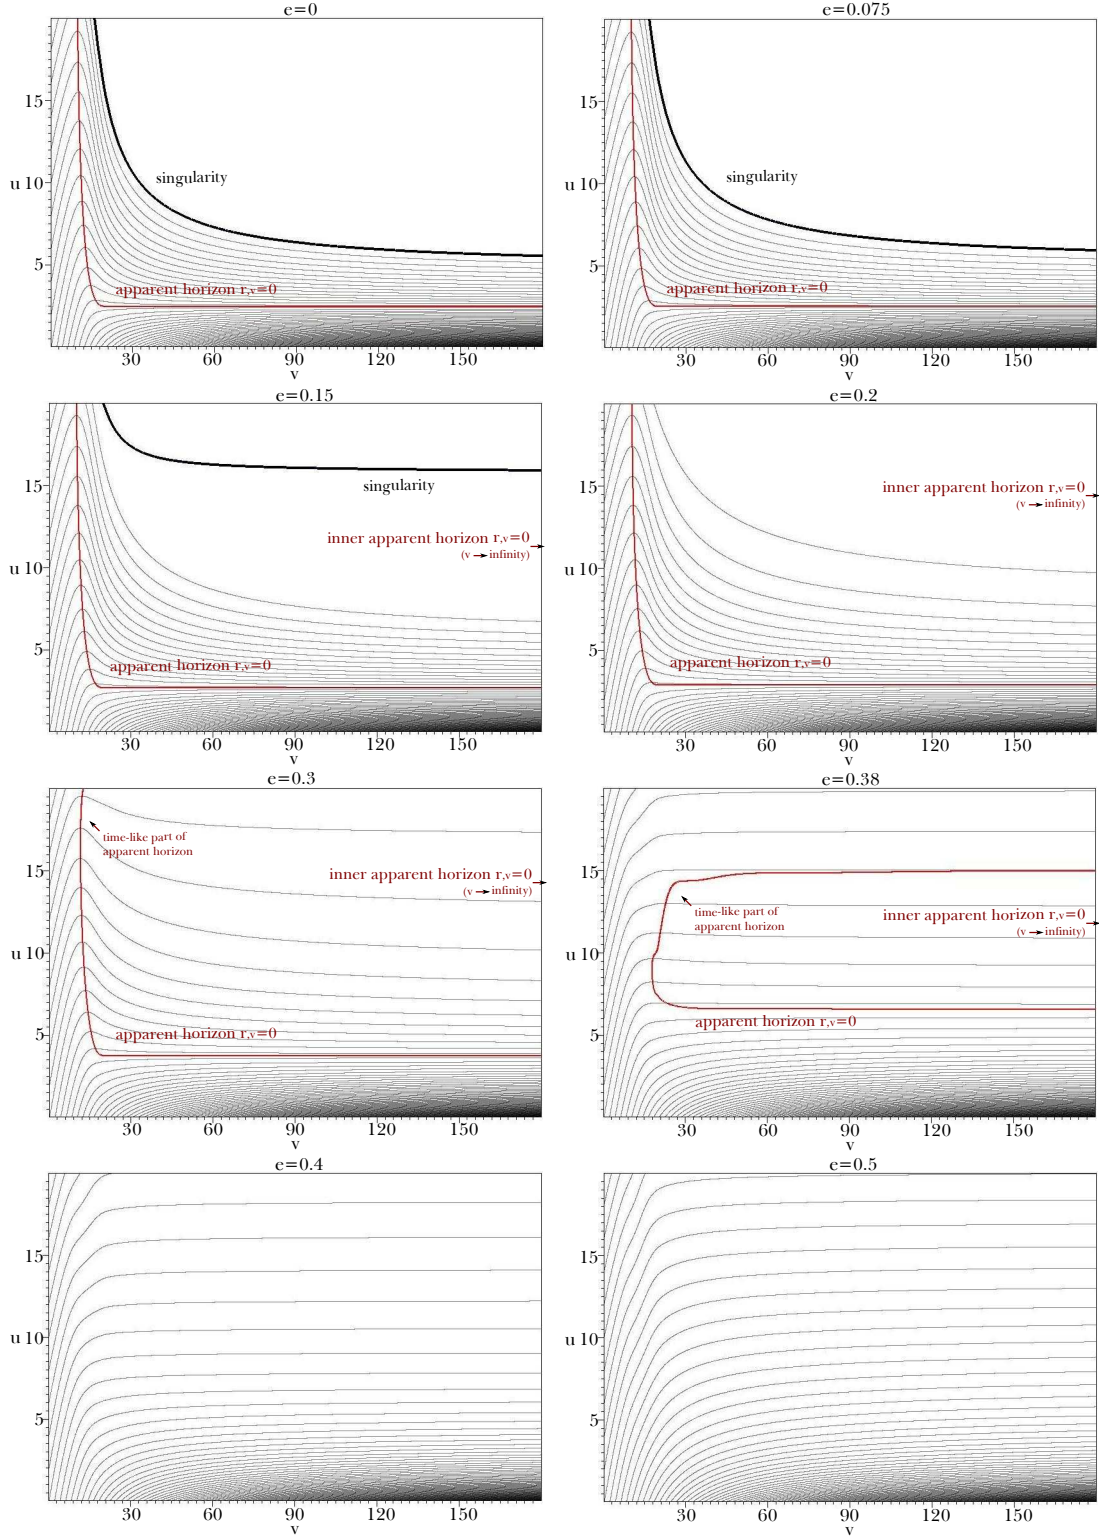 e=0
15
u 10
5
singularity
apparent horizon r,v=0
30 60 90 120 150
v
e=0.075
15
u 10
5
singularity
apparent horizon r,v=0
30 60 90 120 150
v
e=0.15
15
u 10
5
singularity
inner apparent horizon r,v=0
(v → infinity)
apparent horizon r,v=0
30 60 90 120 150
v
e=0.2
15
u 10
5
inner apparent horizon r,v=0
(v → infinity)
apparent horizon r,v=0
30 60 90 120 150
v
e=0.3
15
u 10
5
time-like part of
apparent horizon
inner apparent horizon r,v=0
(v → infinity)
apparent horizon r,v=0
30 60 90 120 150
v
e=0.38
15
u 10
5
time-like part of
apparent horizon
inner apparent horizon r,v=0
(v → infinity)
apparent horizon r,v=0
30 60 90 120 150
v
e=0.4
15
u 10
5
30 60 90 120 150
v
e=0.5
15
u 10
5
30 60 90 120 150
v